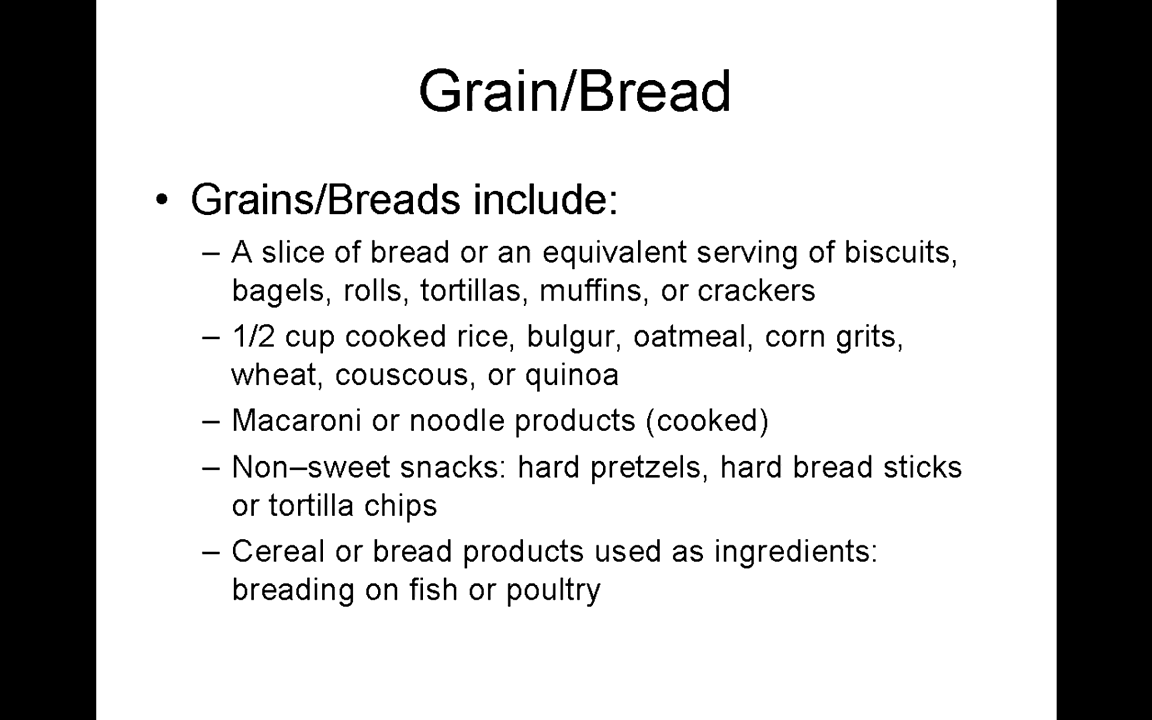 Grain/Bread
• Grains/Breads include:
– A slice of bread or an equivalent serving of biscuits,
bagels, rolls, tortillas, muffins, or crackers
– 1/2 cup cooked rice, bulgur, oatmeal, corn grits,
wheat, couscous, or quinoa
– Macaroni or noodle products (cooked)
– Non–sweet snacks: hard pretzels, hard bread sticks
or tortilla chips
– Cereal or bread products used as ingredients:
breading on fish or poultry